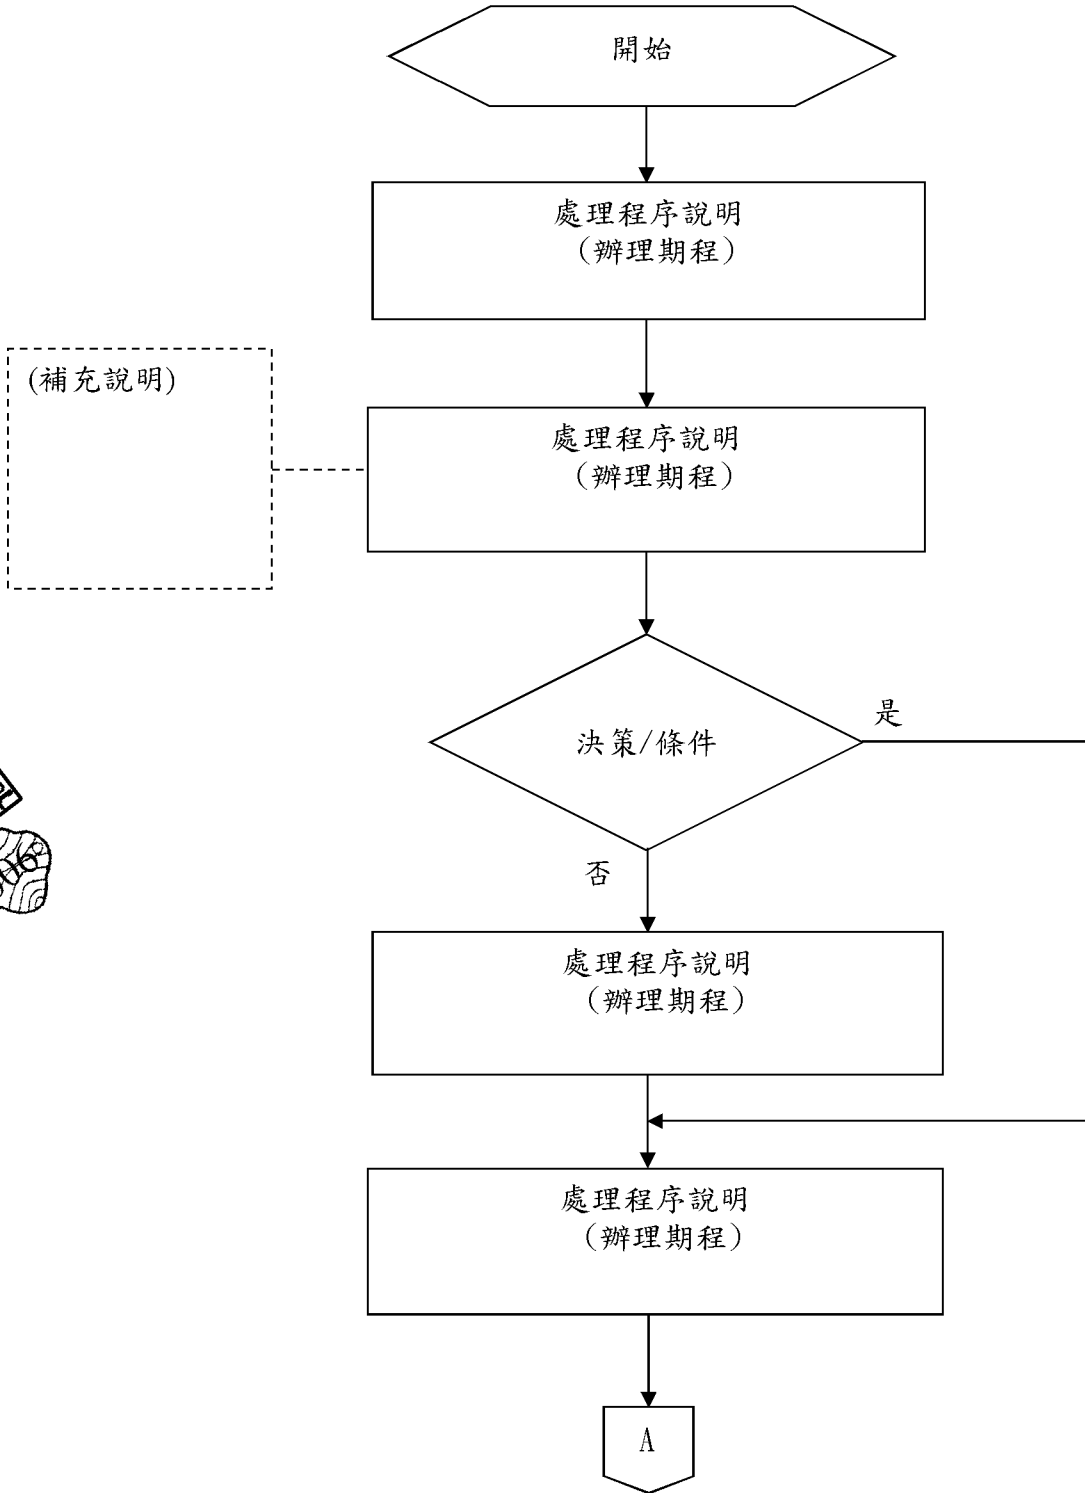 開始
處理程序說明
（辦理期程）
(補充說明)
處理程序說明
（辦理期程）
決策/條件
是
否
處理程序說明
（辦理期程）
處理程序說明
（辦理期程）
A